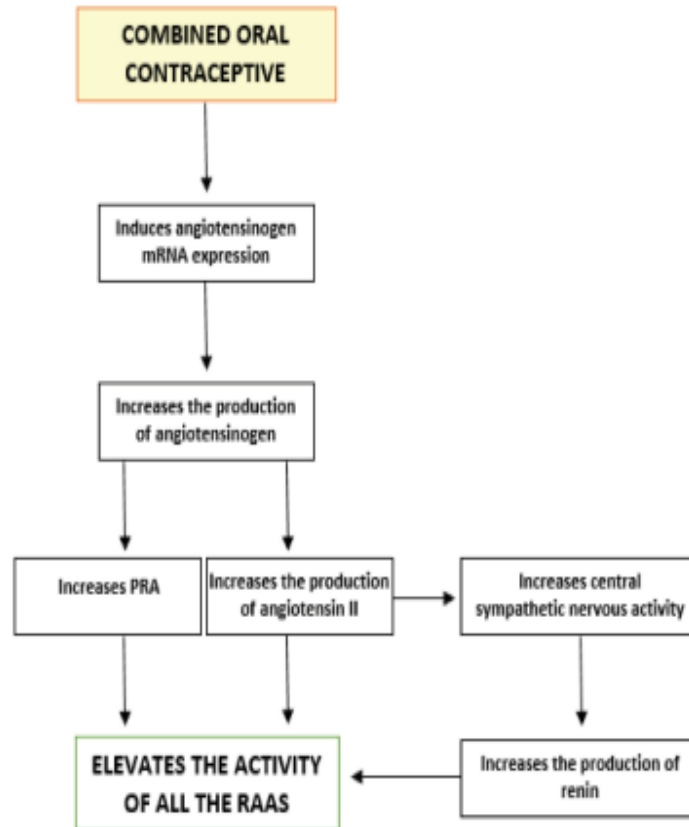 COMBINED ORAL
CONTRACEPTIVE
Induces angiotensinogen
mRNA expression
Increases the production
of angiotensinogen
Increases PRA
Increases the production
of angiotensin II
Increases central
sympathetic nervous activity
ELEVATES THE ACTIVITY
OF ALL THE RAAS
Increases the production of
renin